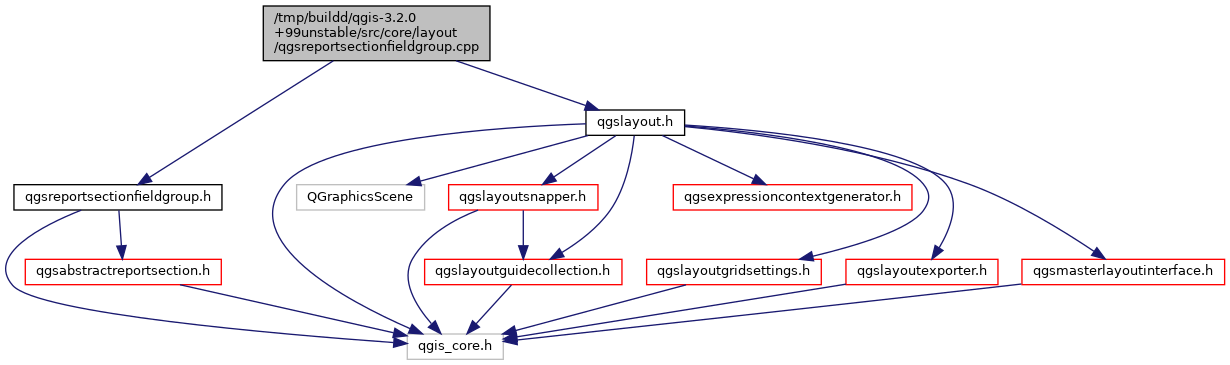 /tmp/buildd/qgis-3.2.0
+99unstable/src/core/layout
/qgsreportsectionfieldgroup.cpp
qgslayout.h
qgsreportsectionfieldgroup.h
QGraphicsScene
qgslayoutsnapper.h
qgsexpressioncontextgenerator.h
qgsabstractreportsection.h
qgslayoutguidecollection.h
qgslayoutgridsettings.h
qgslayoutexporter.h
qgsmasterlayoutinterface.h
qgis_core.h